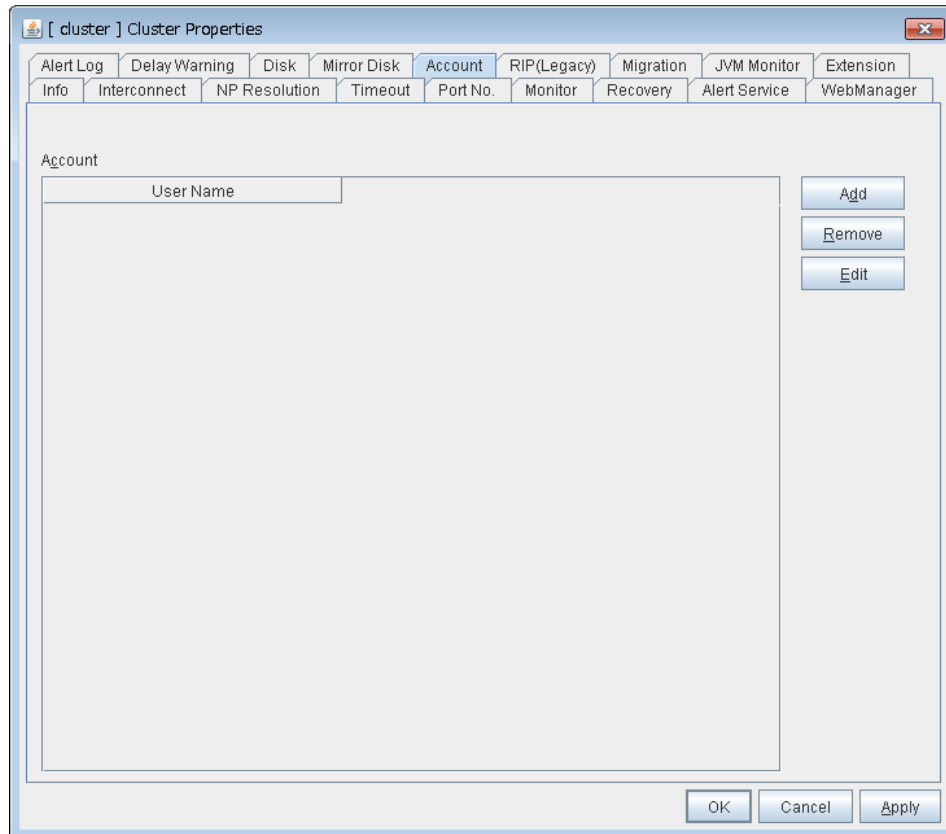 [ cluster ] Cluster Properties
Alert Log Delay Warning Disk Mirror Disk Account RIP(Legacy) Migration JVM Monitor Extension
Info Interconnect NP Resolution Timeout Port No. Monitor Recovery Alert Service WebManager
Account
User Name
Add
Remove
Edit
OK Cancel Apply